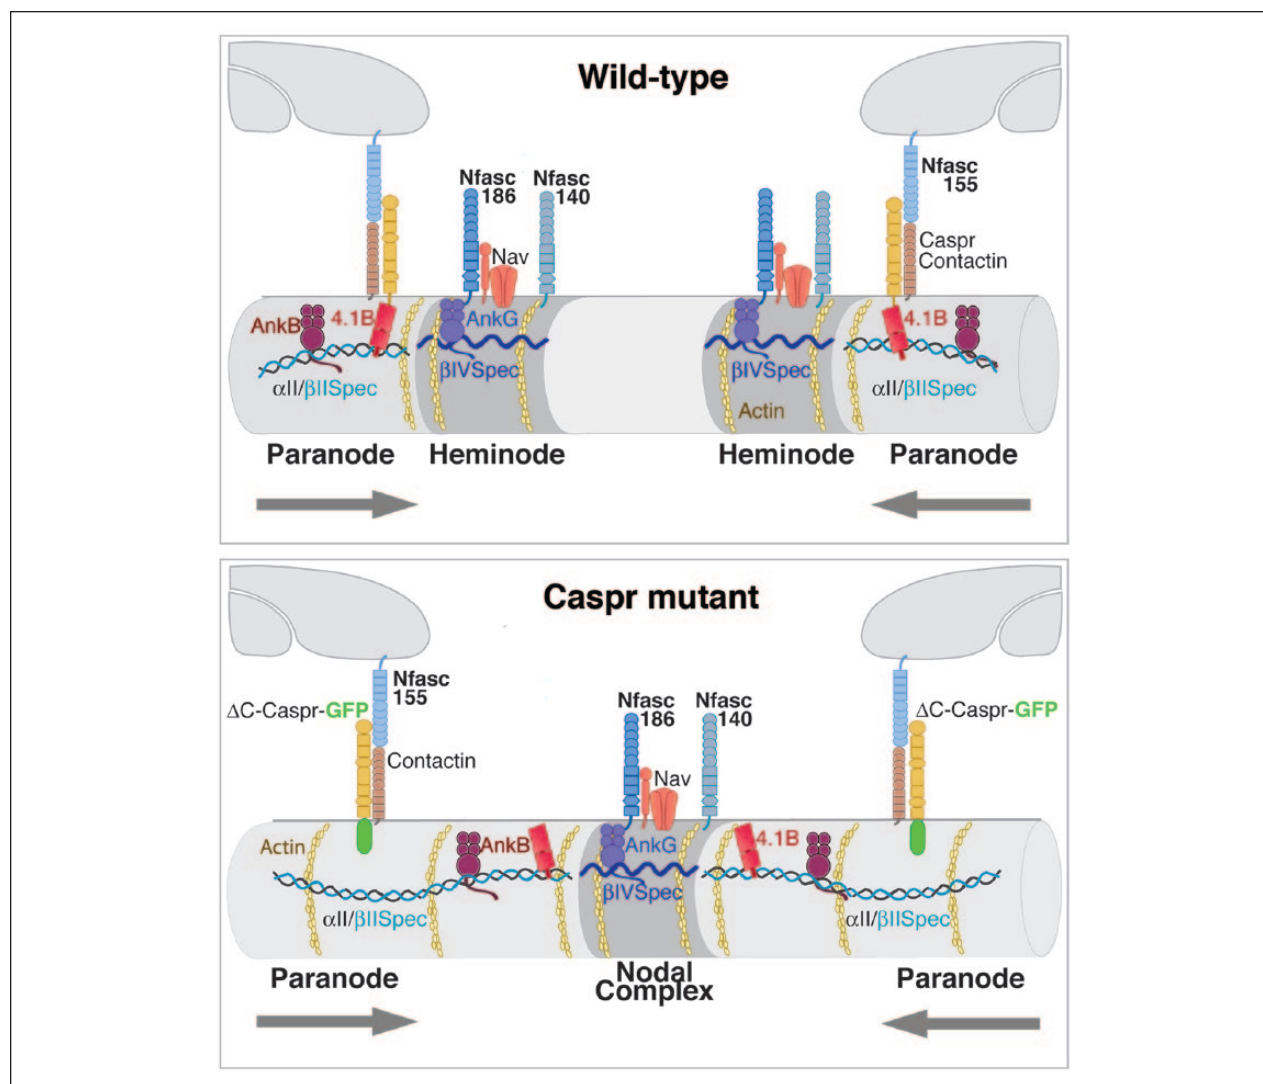 Wild-type
Nfasc
186
Nfasc
140
Nfasc
155
Nav
Caspr
Contactin
AnkB
4.1B
AnkG
4.1B
αII/βIISpec
βIVSpec
βIVSpec
αII/βIISpec
Actin
Paranode
Heminode
Heminode
Paranode
Caspr mutant
Nfasc
155
ΔC-Caspr-GFP
Nfasc
186
Nfasc
140
ΔC-Caspr-GFP
Contactin
Nav
Actin
AnkB
AnkG
4.1B
βIVSpec
αII/βIISpec
αII/βIISpec
Paranode
Nodal
Complex
Paranode